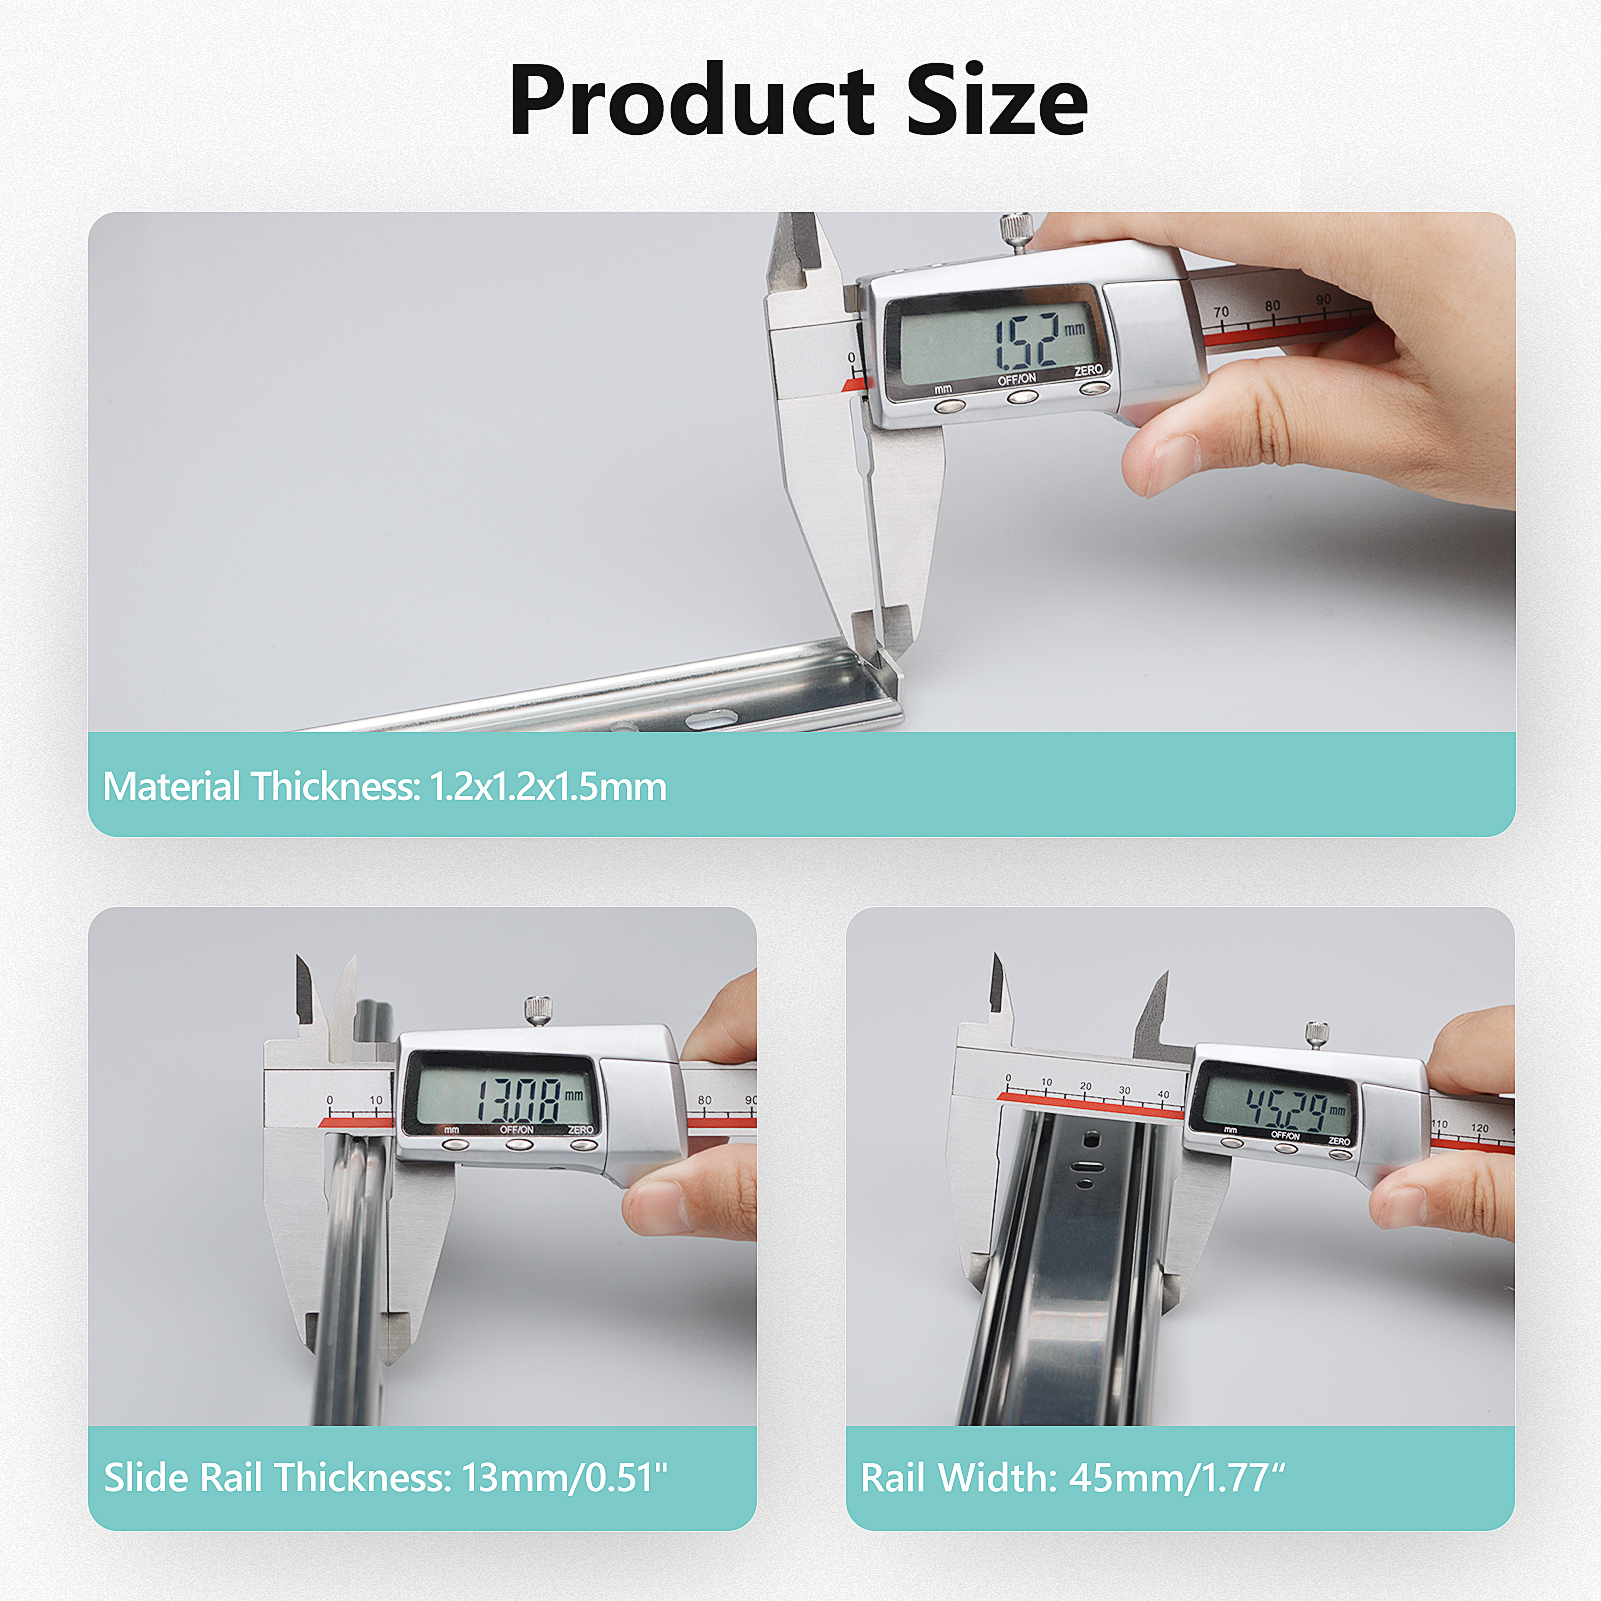 Product Size
70 80 90
1.52 mm
0
mm OFF/ON ZERO
Material Thickness: 1.2x1.2x1.5mm
13.08 mm
0 10
80 90
mm OFF/ON ZERO
Slide Rail Thickness: 13mm/0.51"
0 10 20 30 40
45.29 mm
110 120
mm OFF/ON ZERO
Rail Width: 45mm/1.77“